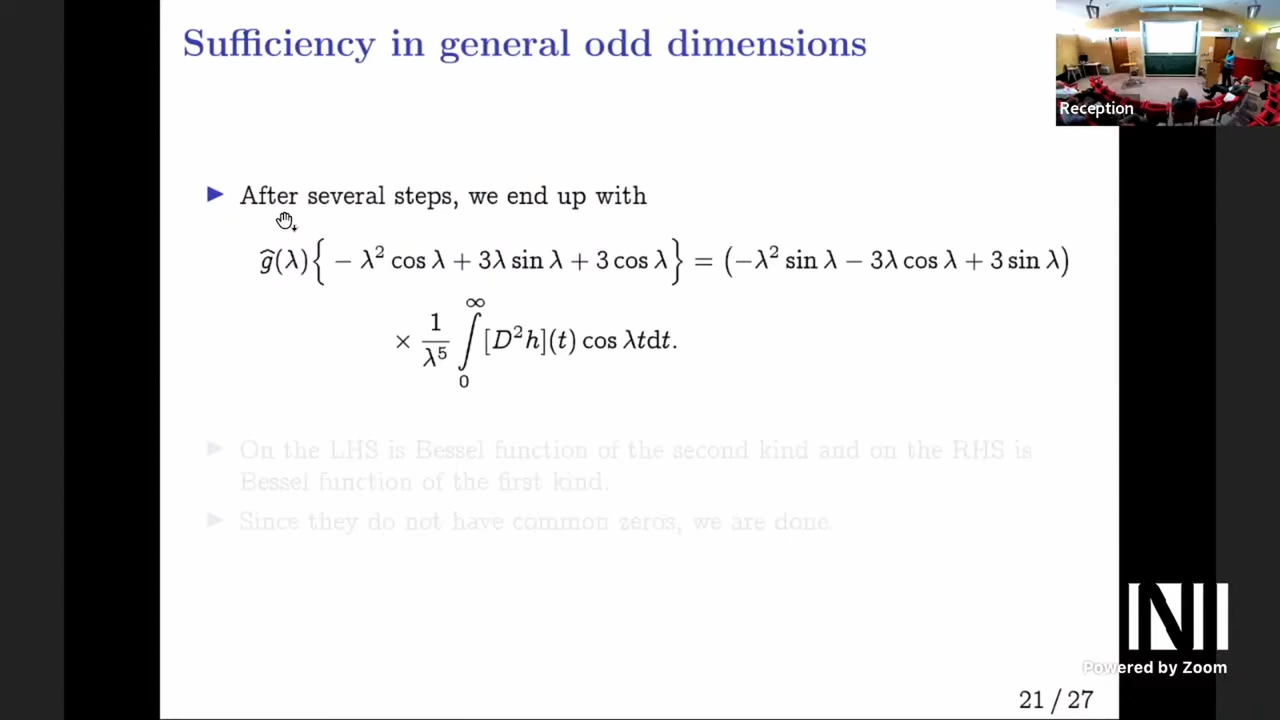 Sufficiency in general odd dimensions
Reception
▶ After several steps, we end up with
ĝ(λ){ − λ² cos λ + 3λ sin λ + 3 cos λ} = (−λ² sin λ − 3λ cos λ + 3 sin λ)
× 1/λ⁵ ∫₀^∞ [D²h](t) cos λtdt.
▶ On the LHS is Bessel function of the second kind and on the RHS is
Bessel function of the first kind.
▶ Since they do not have common zeros, we are done.
NI
Powered by Zoom
21 / 27